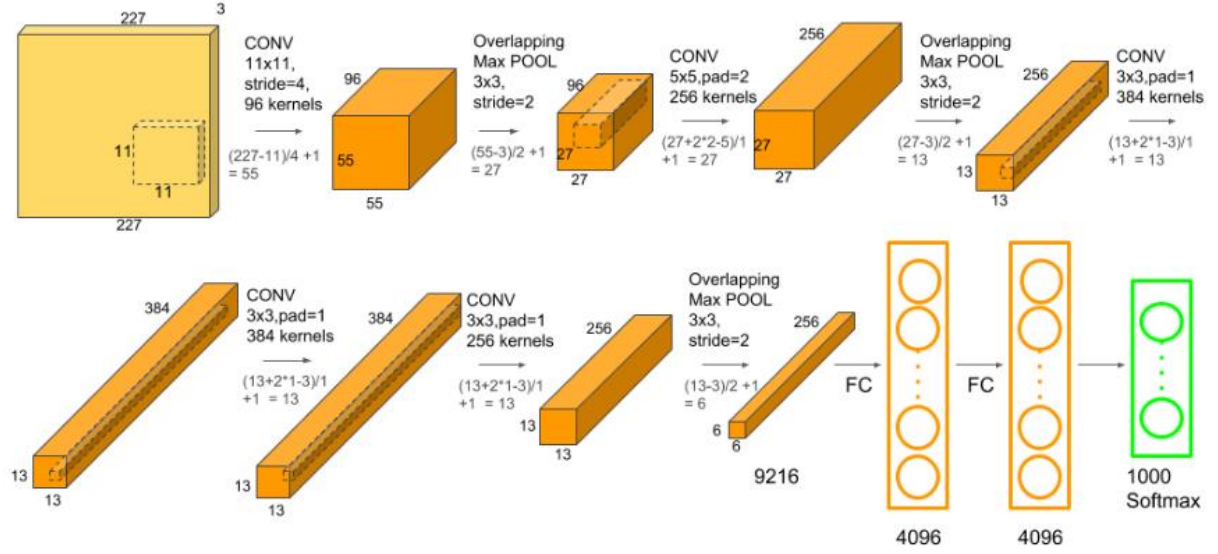 227
3
CONV
11x11,
stride=4,
96 kernels
(227-11)/4 +1
= 55
11
11
227
96
55
55
Overlapping
Max POOL
3x3,
stride=2
(55-3)/2 +1
= 27
96
27
27
CONV
5x5,pad=2
256 kernels
(27+2*2-5)/1
+1 = 27
256
27
27
Overlapping
Max POOL
3x3,
stride=2
(27-3)/2 +1
= 13
256
13
13
CONV
3x3,pad=1
384 kernels
(13+2*1-3)/1
+1 = 13
384
13
13
CONV
3x3,pad=1
384 kernels
(13+2*1-3)/1
+1 = 13
384
13
13
CONV
3x3,pad=1
256 kernels
(13+2*1-3)/1
+1 = 13
256
13
13
Overlapping
Max POOL
3x3,
stride=2
(13-3)/2 +1
= 6
256
6
6
9216
FC
4096
FC
4096
1000
Softmax